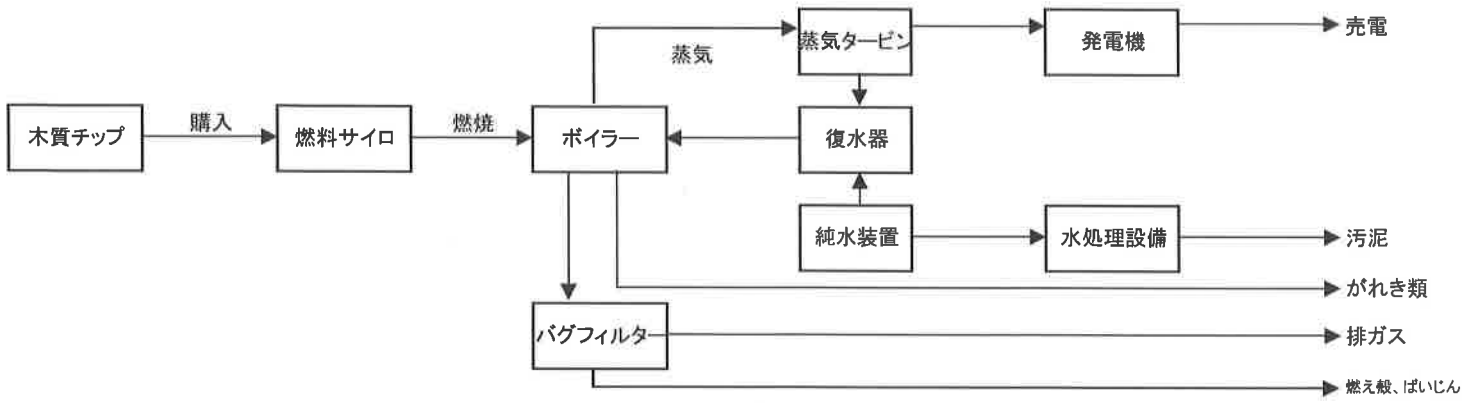 売電
蒸気タービン
発電機
蒸気
木質チップ
購入
燃料サイロ
燃焼
ボイラー
復水器
純水装置
水処理設備
汚泥
がれき類
バグフィルター
排ガス
燃え殻、ばいじん